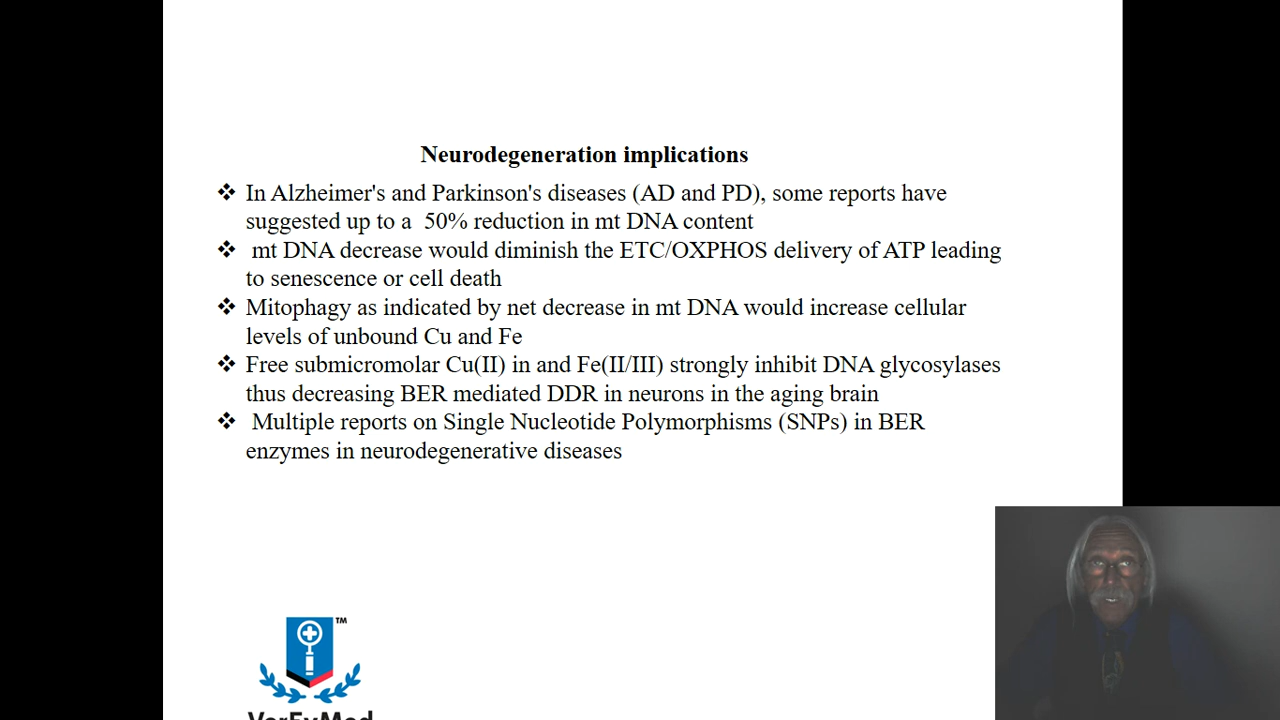 Neurodegeneration implications
❖ In Alzheimer's and Parkinson's diseases (AD and PD), some reports have
suggested up to a 50% reduction in mt DNA content
❖ mt DNA decrease would diminish the ETC/OXPHOS delivery of ATP leading
to senescence or cell death
❖ Mitophagy as indicated by net decrease in mt DNA would increase cellular
levels of unbound Cu and Fe
❖ Free submicromolar Cu(II) in and Fe(II/III) strongly inhibit DNA glycosylases
thus decreasing BER mediated DDR in neurons in the aging brain
❖ Multiple reports on Single Nucleotide Polymorphisms (SNPs) in BER
enzymes in neurodegenerative diseases
TM
VerEvMed